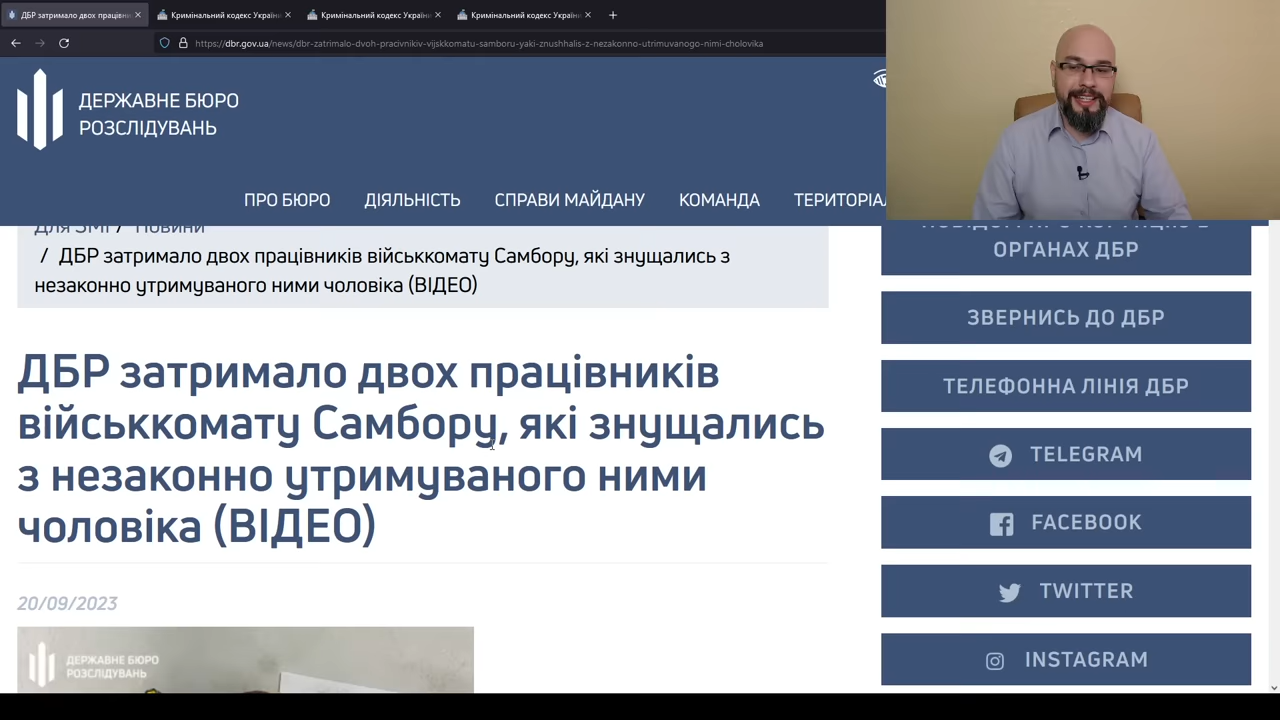 ДБР затримало двох працівн
Кримінальний кодекс Україн
Кримінальний кодекс Україн
Кримінальний кодекс Україн
https://dbr.gov.ua/news/dbr-zatrimalo-dvoh-pracivnikiv-vijskkomatu-samboru-yaki-znushhalis-z-nezakonno-utrimuvanogo-nimi-cholovika
ДЕРЖАВНЕ БЮРО
РОЗСЛІДУВАНЬ
ПРО БЮРО ДІЯЛЬНІСТЬ СПРАВИ МАЙДАНУ КОМАНДА ТЕРИТОРІАЛ
Для ЗМІ / Новини
/ ДБР затримало двох працівників військкомату Самбору, які знущались з
незаконно утримуваного ними чоловіка (ВІДЕО)
ДБР затримало двох працівників
військкомату Самбору, які знущались
з незаконно утримуваного ними
чоловіка (ВІДЕО)
20/09/2023
ДЕРЖАВНЕ БЮРО
РОЗСЛІДУВАНЬ
ОРГАНАХ ДБР
ЗВЕРНИСЬ ДО ДБР
ТЕЛЕФОННА ЛІНІЯ ДБР
TELEGRAM
FACEBOOK
TWITTER
INSTAGRAM